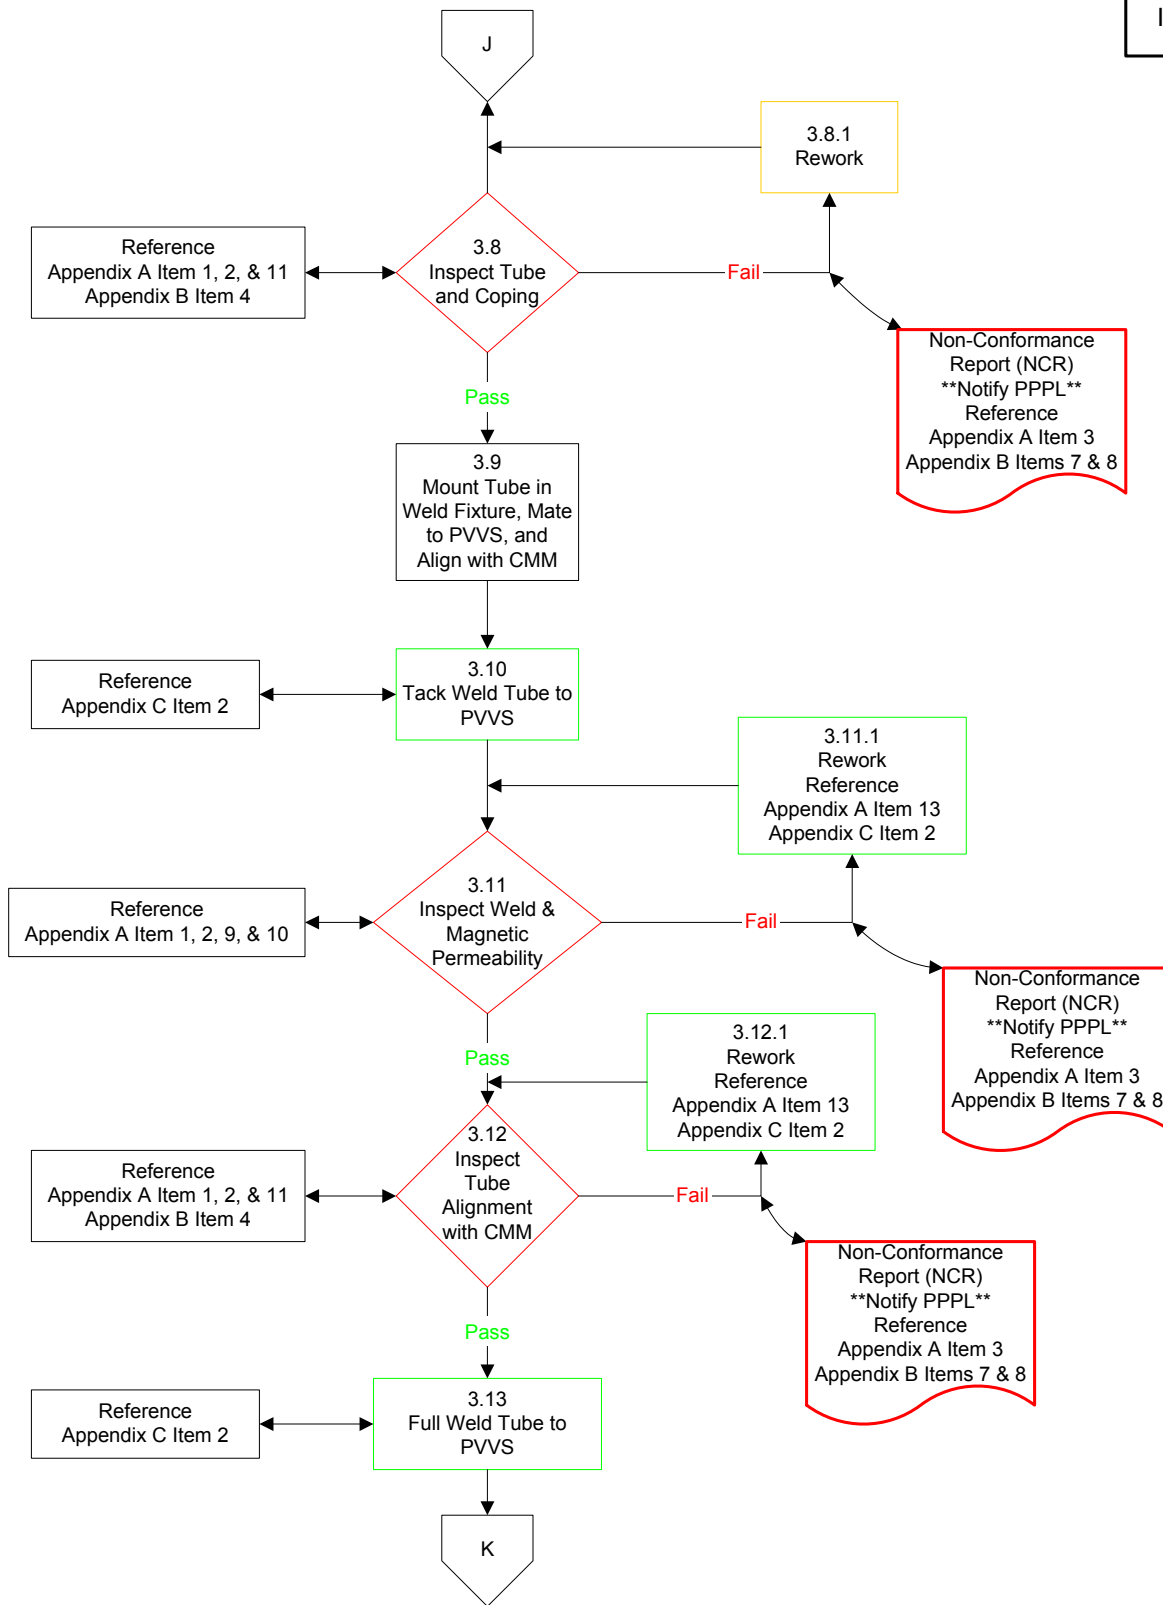 J
I
3.8.1
Rework
Reference
Appendix A Item 1, 2, & 11
Appendix B Item 4
3.8
Inspect Tube
and Coping
Fail
Non-Conformance
Report (NCR)
**Notify PPPL**
Reference
Appendix A Item 3
Appendix B Items 7 & 8
Pass
3.9
Mount Tube in
Weld Fixture, Mate
to PVVS, and
Align with CMM
Reference
Appendix C Item 2
3.10
Tack Weld Tube to
PVVS
3.11.1
Rework
Reference
Appendix A Item 13
Appendix C Item 2
Reference
Appendix A Item 1, 2, 9, & 10
3.11
Inspect Weld &
Magnetic
Permeability
Fail
Non-Conformance
Report (NCR)
**Notify PPPL**
Reference
Appendix A Item 3
Appendix B Items 7 & 8
Pass
3.12.1
Rework
Reference
Appendix A Item 13
Appendix C Item 2
Reference
Appendix A Item 1, 2, & 11
Appendix B Item 4
3.12
Inspect
Tube
Alignment
with CMM
Fail
Non-Conformance
Report (NCR)
**Notify PPPL**
Reference
Appendix A Item 3
Appendix B Items 7 & 8
Pass
Reference
Appendix C Item 2
3.13
Full Weld Tube to
PVVS
K